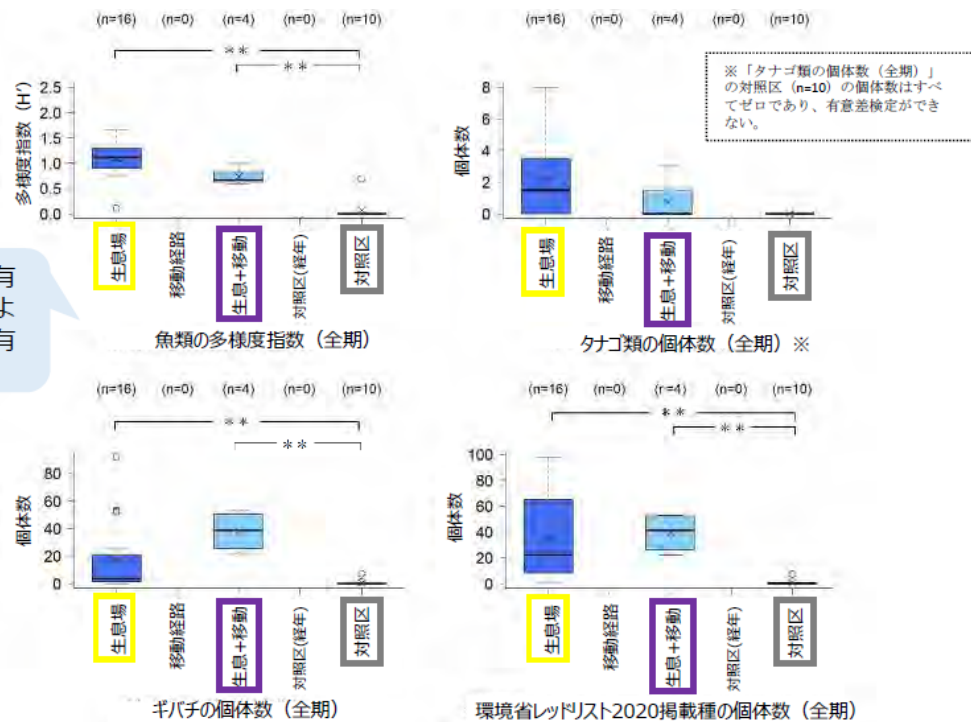 (n=16) (n=0) (n=4) (n=0) (n=10)
**
**
多様度指数 (H')
2.5
2.0
1.5
1.0
0.5
0.0
生息場
移動経路
生息+移動
対照区(経年)
対照区
魚類の多様度指数（全期）
(n=16) (n=0) (n=4) (n=0) (n=10)
※「タナゴ類の個体数（全期）」
の対照区（n=10）の個体数はすべ
てゼロであり、有意差検定ができ
ない。
個体数
8
6
4
2
0
生息場
移動経路
生息+移動
対照区(経年)
対照区
タナゴ類の個体数（全期）※
有
よ
有
(n=16) (n=0) (n=4) (n=0) (n=10)
**
**
個体数
80
60
40
20
0
生息場
移動経路
生息+移動
対照区(経年)
対照区
ギバチの個体数（全期）
(n=16) (n=0) (n=4) (n=0) (n=10)
**
**
個体数
100
80
60
40
20
0
生息場
移動経路
生息+移動
対照区(経年)
対照区
環境省レッドリスト2020掲載種の個体数（全期）